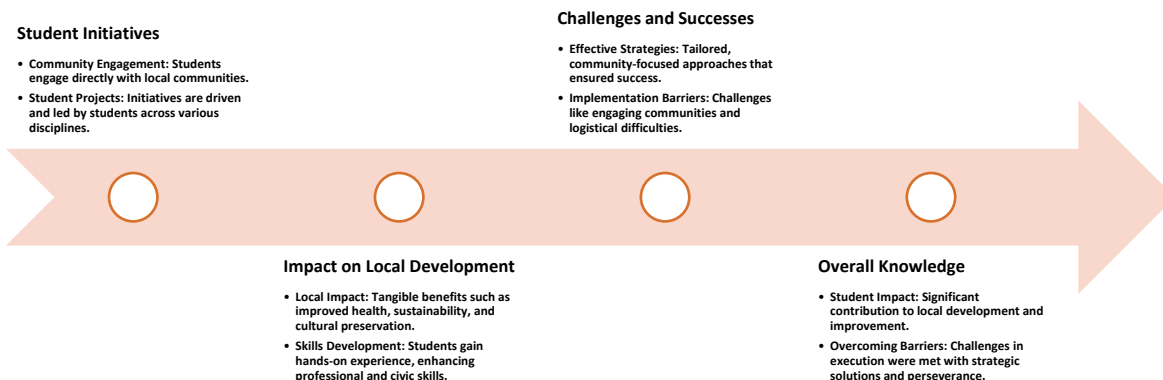 Student Initiatives
• Community Engagement: Students
engage directly with local communities.
• Student Projects: Initiatives are driven
and led by students across various
disciplines.
Impact on Local Development
• Local Impact: Tangible benefits such as
improved health, sustainability, and
cultural preservation.
• Skills Development: Students gain
hands-on experience, enhancing
professional and civic skills.
Challenges and Successes
• Effective Strategies: Tailored,
community-focused approaches that
ensured success.
• Implementation Barriers: Challenges
like engaging communities and
logistical difficulties.
Overall Knowledge
• Student Impact: Significant
contribution to local development and
improvement.
• Overcoming Barriers: Challenges in
execution were met with strategic
solutions and perseverance.